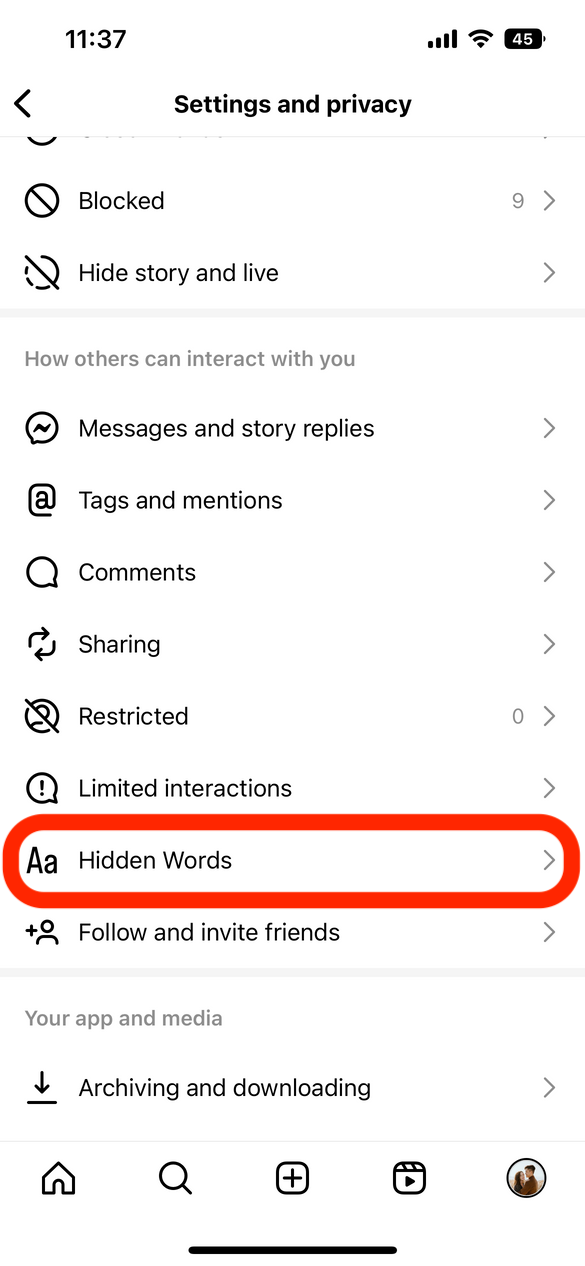 11:37
45
Settings and privacy
Blocked 9
Hide story and live
How others can interact with you
Messages and story replies
Tags and mentions
Comments
Sharing
Restricted 0
Limited interactions
Aa Hidden Words
Follow and invite friends
Your app and media
Archiving and downloading